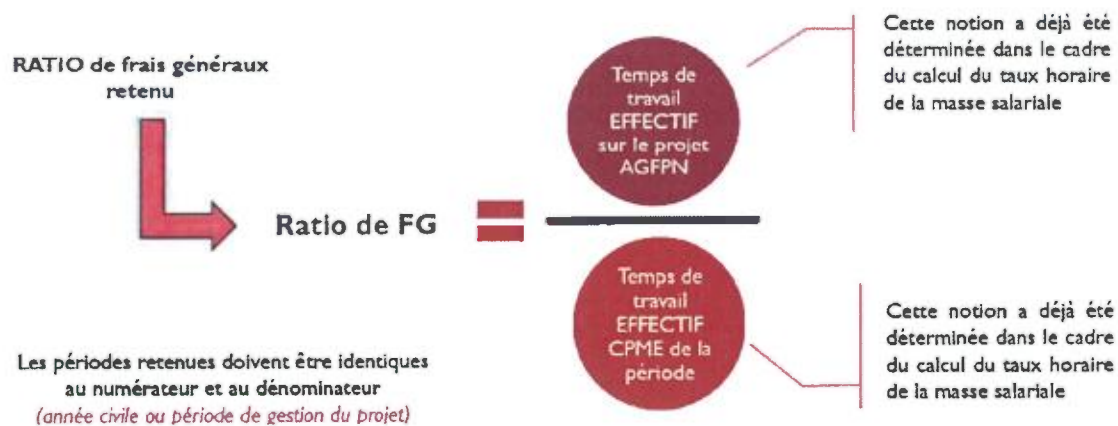 RATIO de frais généraux
retenu
Ratio de FG
Temps de
travail
EFFECTIF
sur le projet
AGFPN
Cette notion a déjà été
déterminée dans le cadre
du calcul du taux horaire
de la masse salariale
Temps de
travail
EFFECTIF
CPME de la
période
Cette notion a déjà été
déterminée dans le cadre
du calcul du taux horaire
de la masse salariale
Les périodes retenues doivent être identiques
au numérateur et au dénominateur
(année civile ou période de gestion du projet)